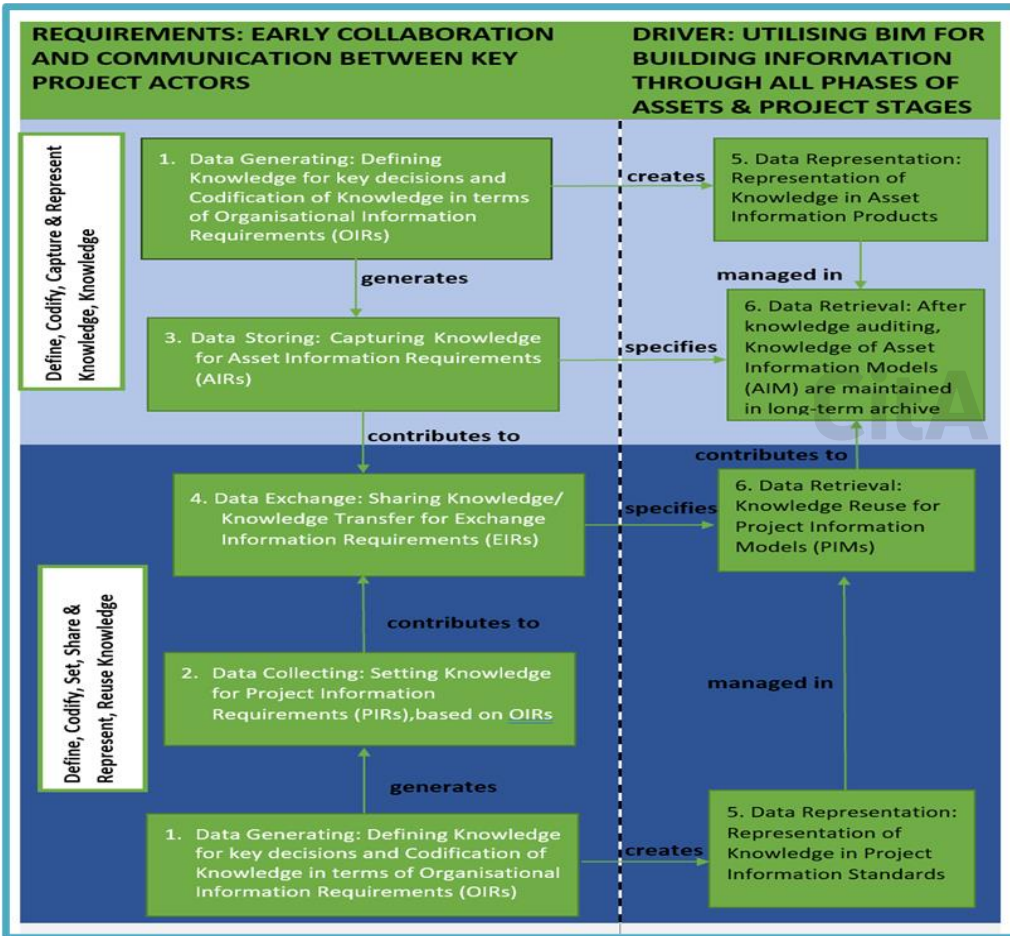 REQUIREMENTS: EARLY COLLABORATION
AND COMMUNICATION BETWEEN KEY
PROJECT ACTORS
DRIVER: UTILISING BIM FOR
BUILDING INFORMATION
THROUGH ALL PHASES OF
ASSETS & PROJECT STAGES
Define, Codify, Capture & Represent
Knowledge, Knowledge
1. Data Generating: Defining
Knowledge for key decisions and
Codification of Knowledge in terms
of Organisational Information
Requirements (OIRs)
creates
5. Data Representation:
Representation of
Knowledge in Asset
Information Products
generates
managed in
3. Data Storing: Capturing Knowledge
for Asset Information Requirements
(AIRs)
specifies
6. Data Retrieval: After
knowledge auditing,
Knowledge of Asset
Information Models
(AIM) are maintained
in long-term archive
CitA
contributes to
contributes to
Define, Codify, Set, Share &
Represent, Reuse Knowledge
4. Data Exchange: Sharing Knowledge/
Knowledge Transfer for Exchange
Information Requirements (EIRs)
specifies
6. Data Retrieval:
Knowledge Reuse for
Project Information
Models (PIMs)
contributes to
2. Data Collecting: Setting Knowledge
for Project Information
Requirements (PIRs),based on OIRs
managed in
generates
1. Data Generating: Defining Knowledge
for key decisions and Codification of
Knowledge in terms of Organisational
Information Requirements (OIRs)
creates
5. Data Representation:
Representation of
Knowledge in Project
Information Standards